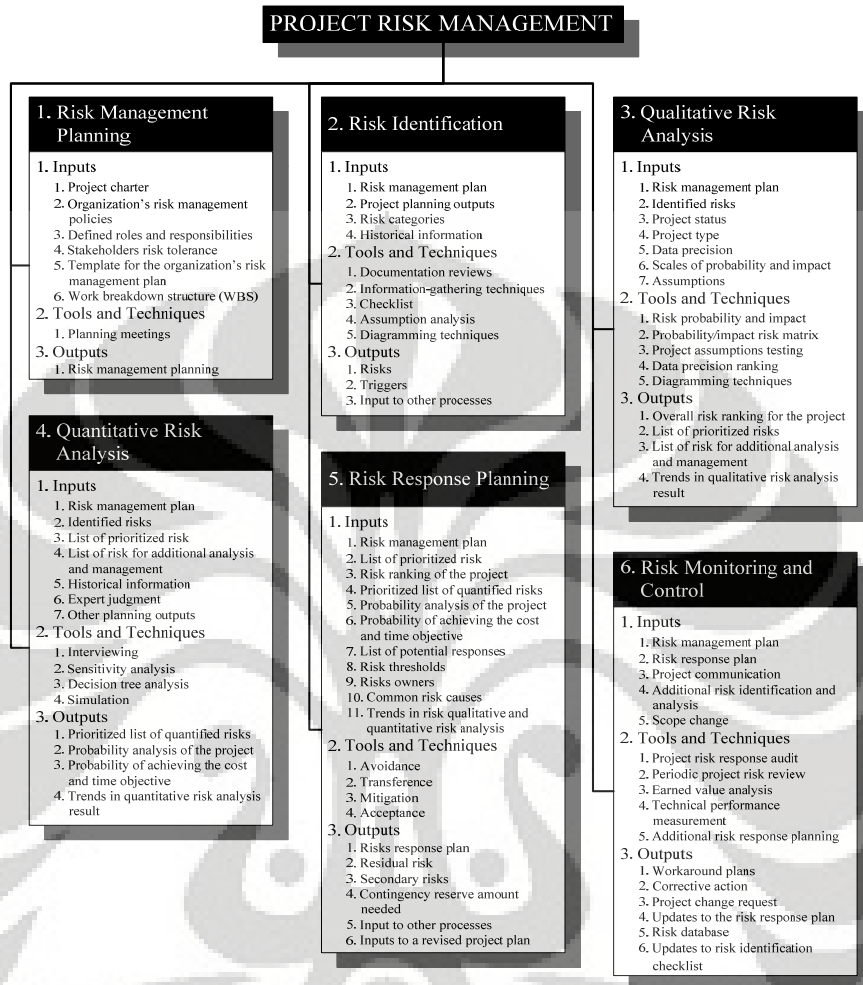 PROJECT RISK MANAGEMENT
1. Risk Management
Planning
1. Inputs
1. Project charter
2. Organization's risk management
policies
3. Defined roles and responsibilities
4. Stakeholders risk tolerance
5. Template for the organization's risk
management plan
6. Work breakdown structure (WBS)
2. Tools and Techniques
1. Planning meetings
3. Outputs
1. Risk management planning
2. Risk Identification
1. Inputs
1. Risk management plan
2. Project planning outputs
3. Risk categories
4. Historical information
2. Tools and Techniques
1. Documentation reviews
2. Information-gathering techniques
3. Checklist
4. Assumption analysis
5. Diagramming techniques
3. Outputs
1. Risks
2. Triggers
3. Input to other processes
3. Qualitative Risk
Analysis
1. Inputs
1. Risk management plan
2. Identified risks
3. Project status
4. Project type
5. Data precision
6. Scales of probability and impact
7. Assumptions
2. Tools and Techniques
1. Risk probability and impact
2. Probability/impact risk matrix
3. Project assumptions testing
4. Data precision ranking
5. Diagramming techniques
3. Outputs
1. Overall risk ranking for the project
2. List of prioritized risks
3. List of risk for additional analysis
and management
4. Trends in qualitative risk analysis
result
4. Quantitative Risk
Analysis
1. Inputs
1. Risk management plan
2. Identified risks
3. List of prioritized risk
4. List of risk for additional analysis
and management
5. Historical information
6. Expert judgment
7. Other planning outputs
2. Tools and Techniques
1. Interviewing
2. Sensitivity analysis
3. Decision tree analysis
4. Simulation
3. Outputs
1. Prioritized list of quantified risks
2. Probability analysis of the project
3. Probability of achieving the cost
and time objective
4. Trends in quantitative risk analysis
result
5. Risk Response Planning
1. Inputs
1. Risk management plan
2. List of prioritized risk
3. Risk ranking of the project
4. Prioritized list of quantified risks
5. Probability analysis of the project
6. Probability of achieving the cost
and time objective
7. List of potential responses
8. Risk thresholds
9. Risks owners
10. Common risk causes
11. Trends in risk qualitative and
quantitative risk analysis
2. Tools and Techniques
1. Avoidance
2. Transference
3. Mitigation
4. Acceptance
3. Outputs
1. Risks response plan
2. Residual risk
3. Secondary risks
4. Contingency reserve amount
needed
5. Input to other processes
6. Inputs to a revised project plan
6. Risk Monitoring and
Control
1. Inputs
1. Risk management plan
2. Risk response plan
3. Project communication
4. Additional risk identification and
analysis
5. Scope change
2. Tools and Techniques
1. Project risk response audit
2. Periodic project risk review
3. Earned value analysis
4. Technical performance
measurement
5. Additional risk response planning
3. Outputs
1. Workaround plans
2. Corrective action
3. Project change request
4. Updates to the risk response plan
5. Risk database
6. Updates to risk identification
checklist